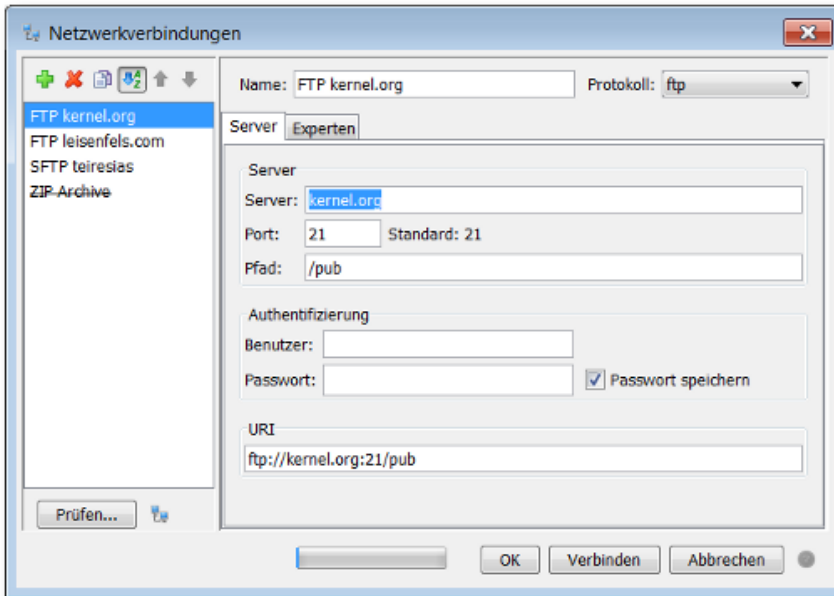 Netzwerkverbindungen
Name: FTP kernel.org Protokoll: ftp
FTP kernel.org
FTP leisenfels.com
SFTP teiresias
ZIP Archive
Server Experten
Server
Server: kernel.org
Port: 21 Standard: 21
Pfad: /pub
Authentifizierung
Benutzer:
Passwort: Passwort speichern
URI
ftp://kernel.org:21/pub
Prüfen...
OK Verbinden Abbrechen